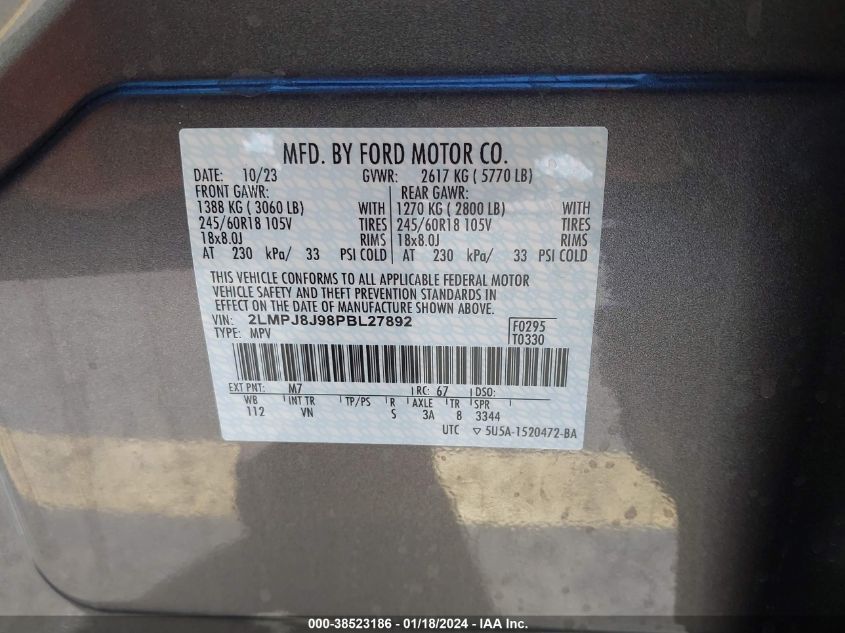 MFD. BY FORD MOTOR CO.
DATE: 10/23 GVWR: 2617 KG ( 5770 LB)
FRONT GAWR: REAR GAWR:
1388 KG ( 3060 LB) WITH 1270 KG ( 2800 LB) WITH
245/60R18 105V TIRES 245/60R18 105V TIRES
18x8.0J RIMS 18x8.0J RIMS
AT 230 kPa/ 33 PSI COLD AT 230 kPa/ 33 PSI COLD
THIS VEHICLE CONFORMS TO ALL APPLICABLE FEDERAL MOTOR
VEHICLE SAFETY AND THEFT PREVENTION STANDARDS IN
EFFECT ON THE DATE OF MANUFACTURE SHOWN ABOVE.
VIN: 2LMPJ8J98PBL27892 F0295
TYPE: MPV T0330
EXT PNT: M7 RC: 67 DSO:
WB INT TR TP/PS R AXLE TR SPR
112 VN S 3A 8 3344
UTC ▽ 5U5A-1520472-BA
000-38523186 - 01/18/2024 - IAA Inc.